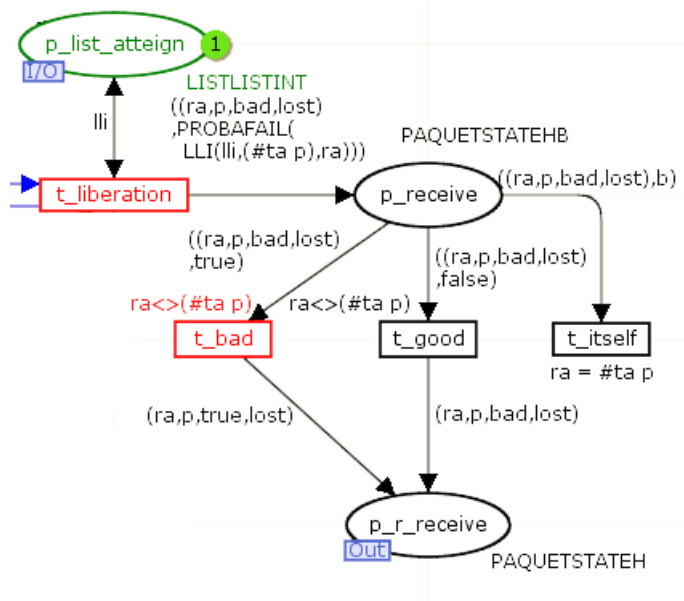 p_list_atteign
1
I/O
LISTLISTINT
lli
((ra,p,bad,lost)
,PROBAFAIL(
LLI(lli,(#ta p),ra)))
PAQUETSTATEHB
t_liberation
p_receive
((ra,p,bad,lost),b)
((ra,p,bad,lost)
,true)
((ra,p,bad,lost)
,false)
ra<>(#ta p)
ra<>(#ta p)
t_bad
t_good
t_itself
ra = #ta p
(ra,p,true,lost)
(ra,p,bad,lost)
p_r_receive
Out
PAQUETSTATEH